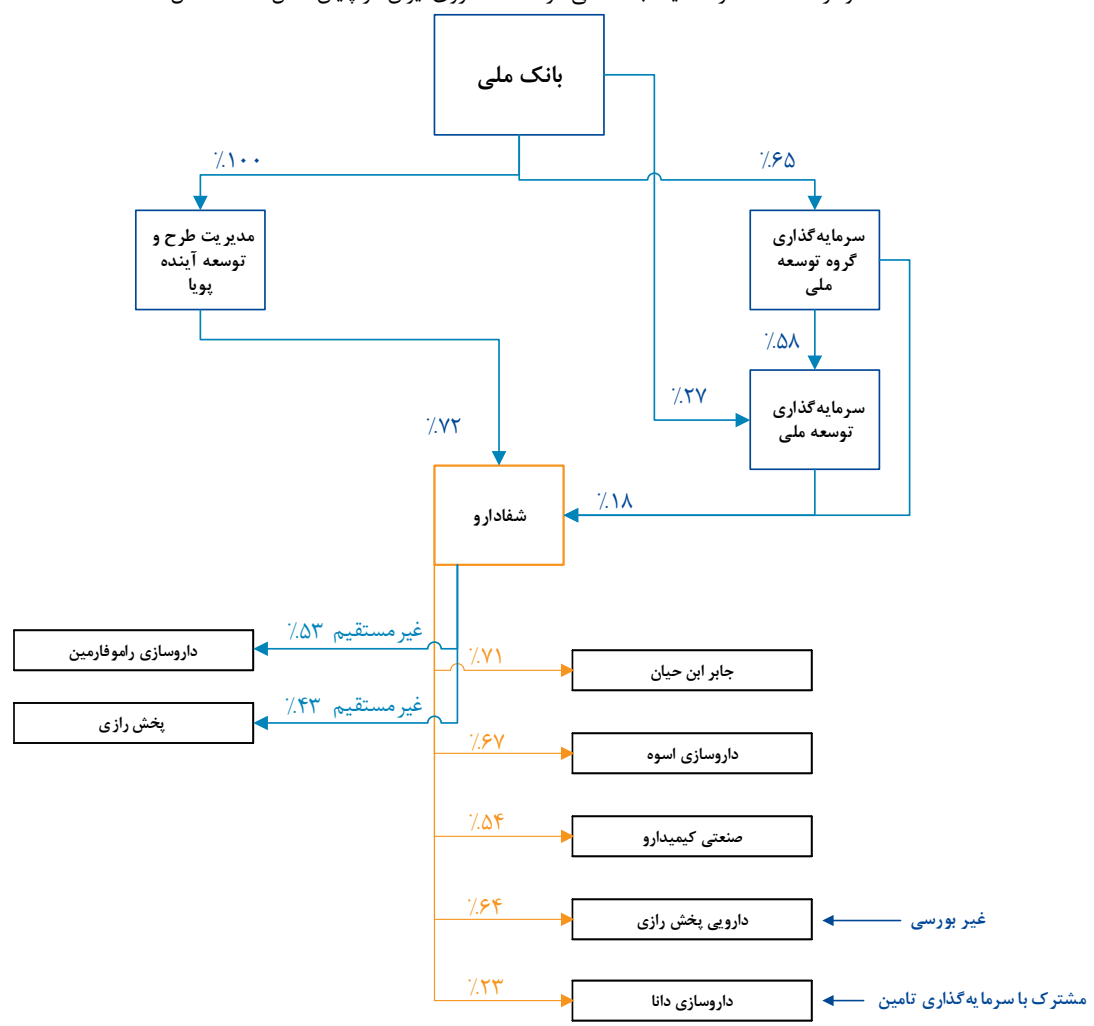 بانک ملی
٪۱۰۰
٪۶۵
مدیریت طرح و
توسعه آینده
پویا
سرمایه‌گذاری
گروه توسعه
ملی
٪۵۸
٪۲۷
سرمایه‌گذاری
توسعه ملی
٪۷۲
٪۱۸
شفادارو
غیر مستقیم ٪۵۳
داروسازی راموفارمین
٪۷۱
جابر ابن حیان
غیر مستقیم ٪۴۳
پخش رازی
٪۶۷
داروسازی اسوه
٪۵۴
صنعتی کیمیدارو
٪۶۴
دارویی پخش رازی
غیر بورسی
٪۲۳
داروسازی دانا
مشترک با سرمایه‌گذاری تامین